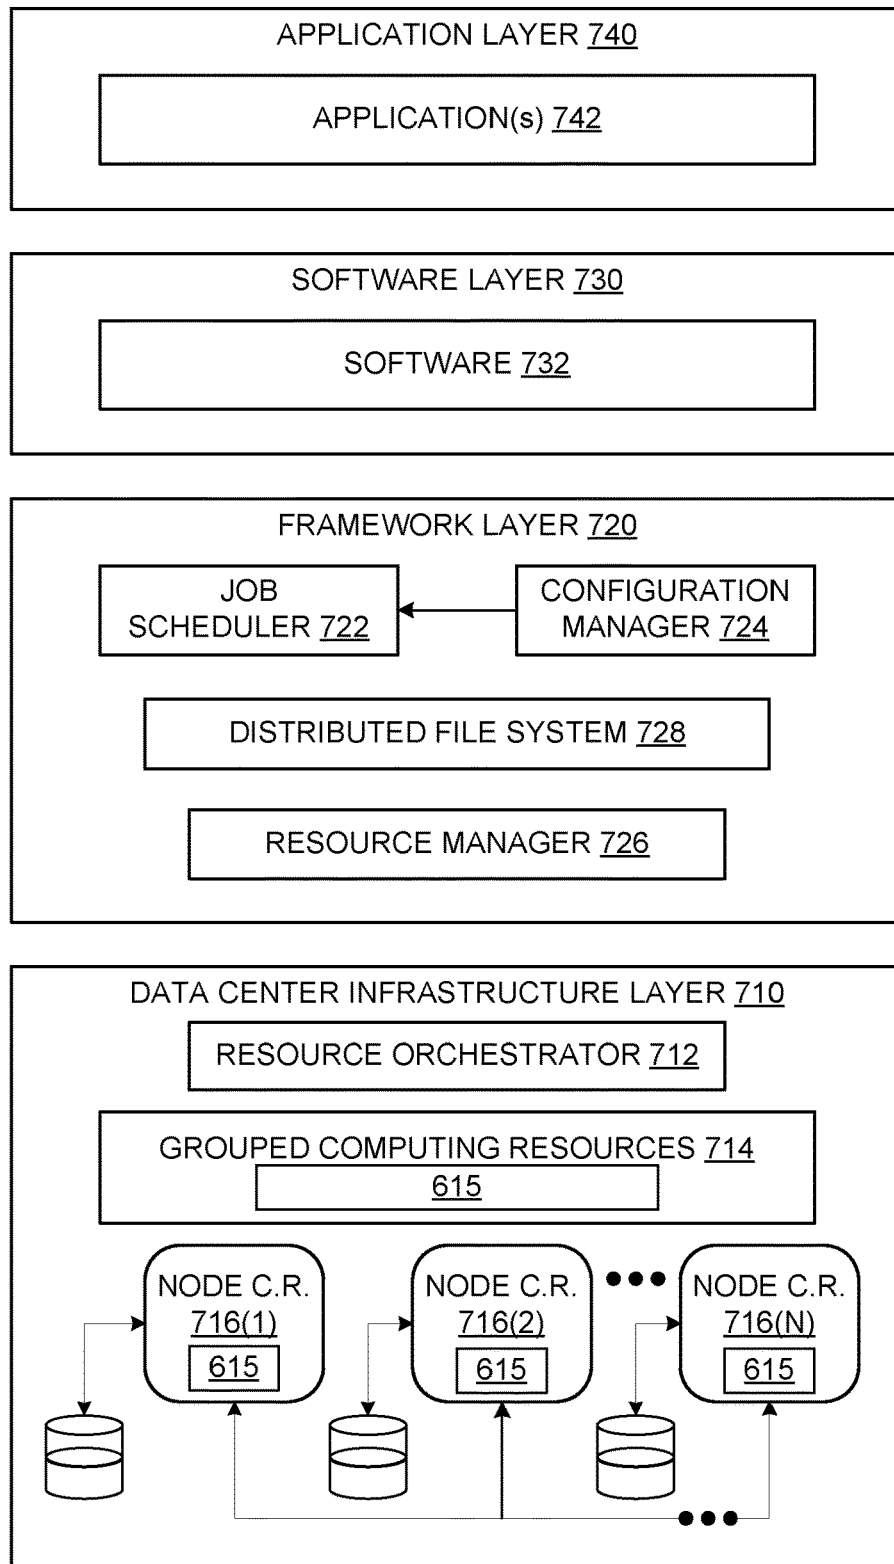 APPLICATION LAYER 740
APPLICATION(s) 742
SOFTWARE LAYER 730
SOFTWARE 732
FRAMEWORK LAYER 720
JOB
SCHEDULER 722
CONFIGURATION
MANAGER 724
DISTRIBUTED FILE SYSTEM 728
RESOURCE MANAGER 726
DATA CENTER INFRASTRUCTURE LAYER 710
RESOURCE ORCHESTRATOR 712
GROUPED COMPUTING RESOURCES 714
615
NODE C.R.
716(1)
615
NODE C.R.
716(2)
615
NODE C.R.
716(N)
615